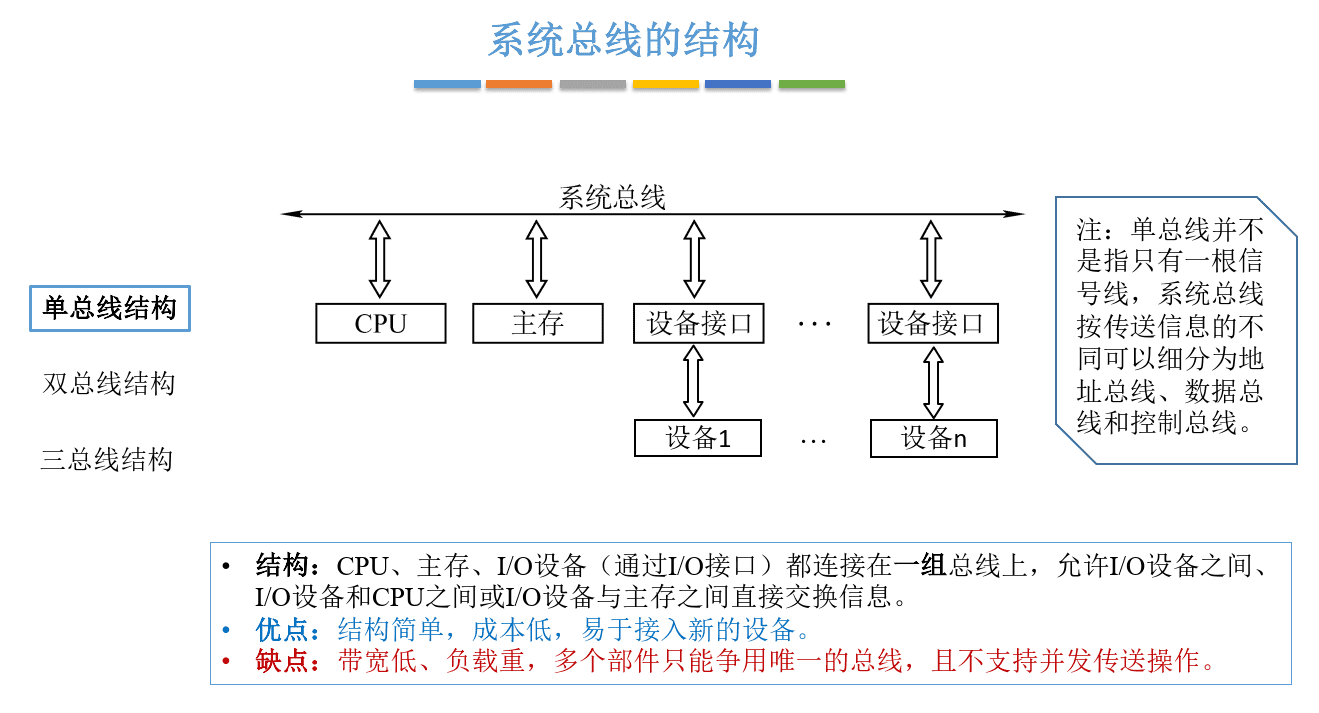 系统总线的结构
系统总线
CPU
主存
设备接口
···
设备接口
设备1
···
设备n
单总线结构
双总线结构
三总线结构
注：单总线并不
是指只有一根信
号线，系统总线
按传送信息的不
同可以细分为地
址总线、数据总
线和控制总线。
• 结构：CPU、主存、I/O设备（通过I/O接口）都连接在一组总线上，允许I/O设备之间、
I/O设备和CPU之间或I/O设备与主存之间直接交换信息。
• 优点：结构简单，成本低，易于接入新的设备。
• 缺点：带宽低、负载重，多个部件只能争用唯一的总线，且不支持并发传送操作。